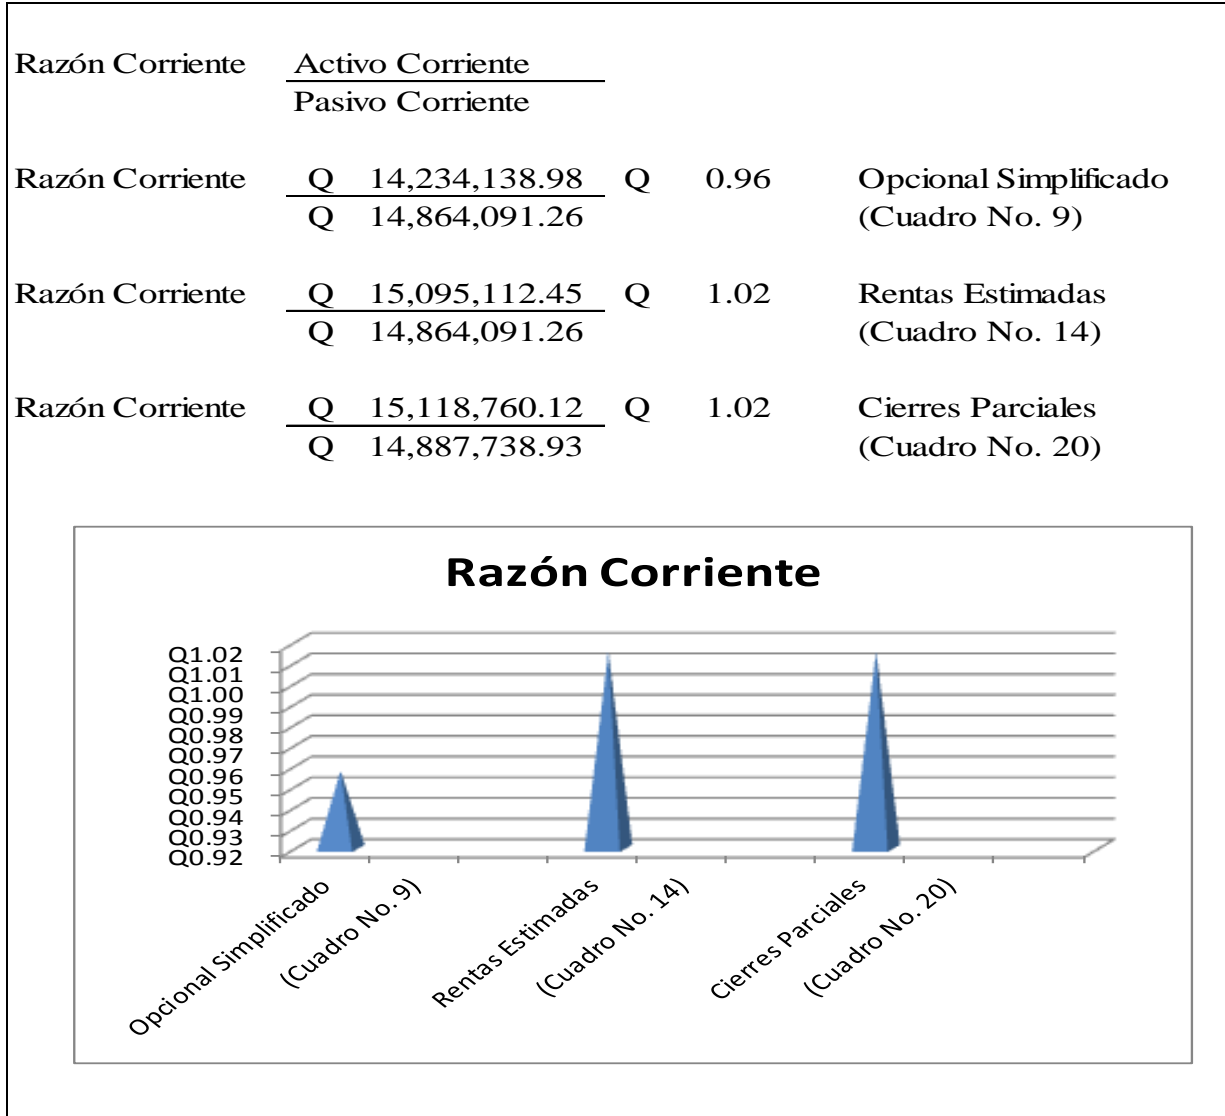 Razón Corriente Activo Corriente
Pasivo Corriente
Razón Corriente Q 14,234,138.98 Q 0.96 Opcional Simplificado
Q 14,864,091.26 (Cuadro No. 9)
Razón Corriente Q 15,095,112.45 Q 1.02 Rentas Estimadas
Q 14,864,091.26 (Cuadro No. 14)
Razón Corriente Q 15,118,760.12 Q 1.02 Cierres Parciales
Q 14,887,738.93 (Cuadro No. 20)
Razón Corriente
Q1.02
Q1.01
Q1.00
Q0.99
Q0.98
Q0.97
Q0.96
Q0.95
Q0.94
Q0.93
Q0.92
Opcional Simplificado
(Cuadro No. 9)
Rentas Estimadas
(Cuadro No. 14)
Cierres Parciales
(Cuadro No. 20)